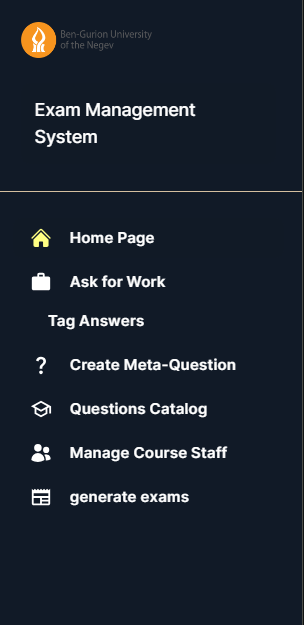 Ben-Gurion University
of the Negev
Exam Management
System
Home Page
Ask for Work
Tag Answers
? Create Meta-Question
Questions Catalog
Manage Course Staff
generate exams